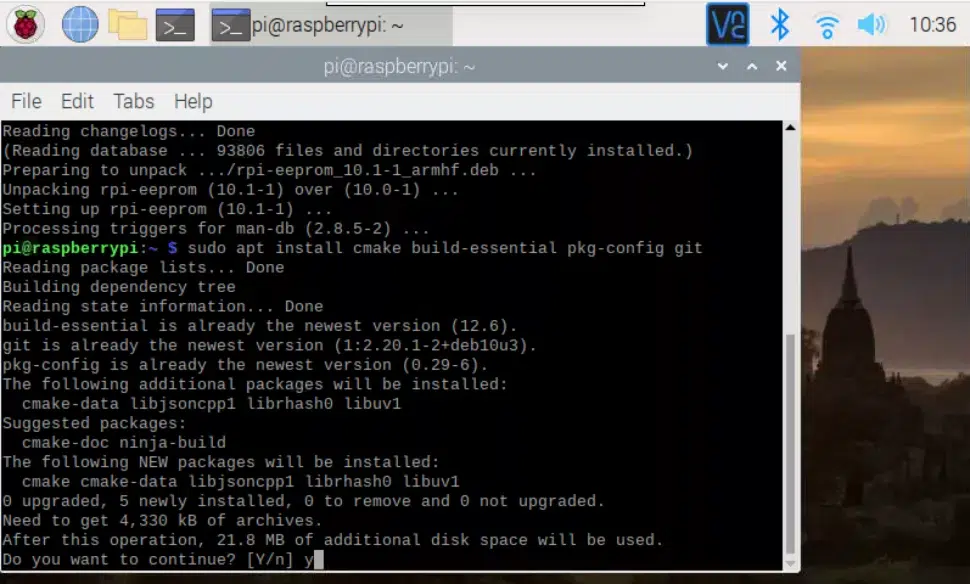 pi@raspberrypi: ~
10:36
pi@raspberrypi: ~
File Edit Tabs Help
Reading changelogs... Done
(Reading database ... 93806 files and directories currently installed.)
Preparing to unpack .../rpi-eeprom_10.1-1_armhf.deb ...
Unpacking rpi-eeprom (10.1-1) over (10.0-1) ...
Setting up rpi-eeprom (10.1-1) ...
Processing triggers for man-db (2.8.5-2) ...
pi@raspberrypi:~ $ sudo apt install cmake build-essential pkg-config git
Reading package lists... Done
Building dependency tree
Reading state information... Done
build-essential is already the newest version (12.6).
git is already the newest version (1:2.20.1-2+deb10u3).
pkg-config is already the newest version (0.29-6).
The following additional packages will be installed:
  cmake-data libjsoncpp1 librhash0 libuv1
Suggested packages:
  cmake-doc ninja-build
The following NEW packages will be installed:
  cmake cmake-data libjsoncpp1 librhash0 libuv1
0 upgraded, 5 newly installed, 0 to remove and 0 not upgraded.
Need to get 4,330 kB of archives.
After this operation, 21.8 MB of additional disk space will be used.
Do you want to continue? [Y/n] y